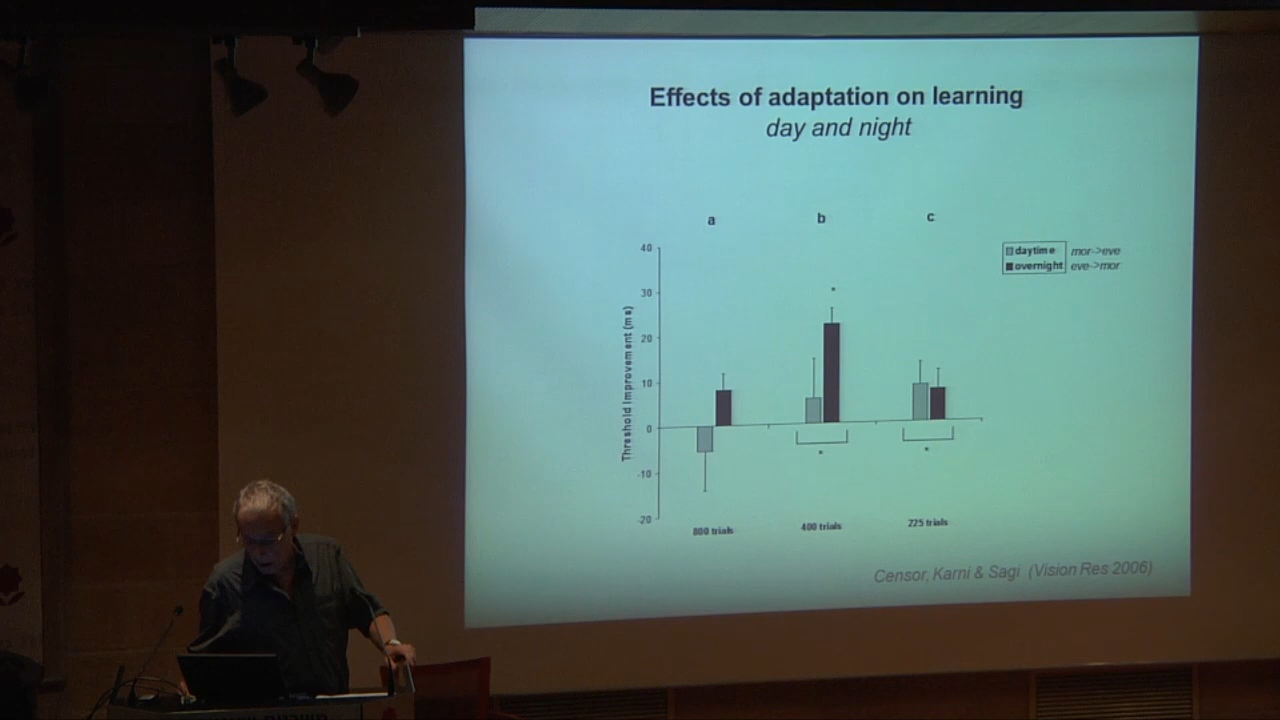 Effects of adaptation on learning
day and night
a b c
daytime mor->eve
overnight eve->mor
Threshold Improvement (ms)
40
30
20
10
0
-10
-20
*
* *
800 trials 400 trials 225 trials
Censor, Karni & Sagi (Vision Res 2006)